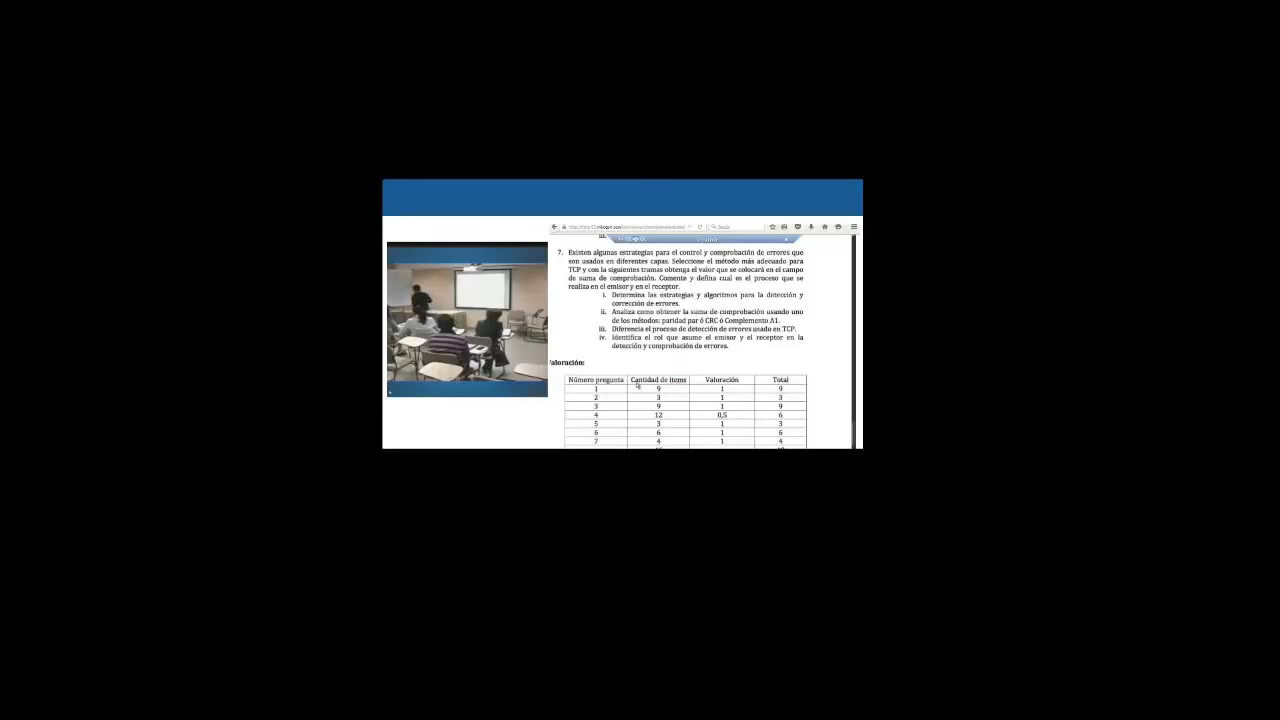 Buscar
iii.
7. Existen algunas estrategias para el control y comprobación de errores que
son usados en diferentes capas. Seleccione el método más adecuado para
TCP y con la siguientes tramas obtenga el valor que se colocará en el campo
de suma de comprobación. Comente y defina cual es el proceso que se
realiza en el emisor y en el receptor.
i. Determina las estrategias y algoritmos para la detección y
corrección de errores.
ii. Analiza como obtener la suma de comprobación usando uno
de los métodos: paridad par ó CRC ó Complemento A1.
iii. Diferencia el proceso de detección de errores usado en TCP.
iv. Identifica el rol que asume el emisor y el receptor en la
detección y comprobación de errores.
aloración:
Número pregunta Cantidad de items Valoración Total
1 9 1 9
2 3 1 3
3 9 1 9
4 12 0,5 6
5 3 1 3
6 6 1 6
7 4 1 4